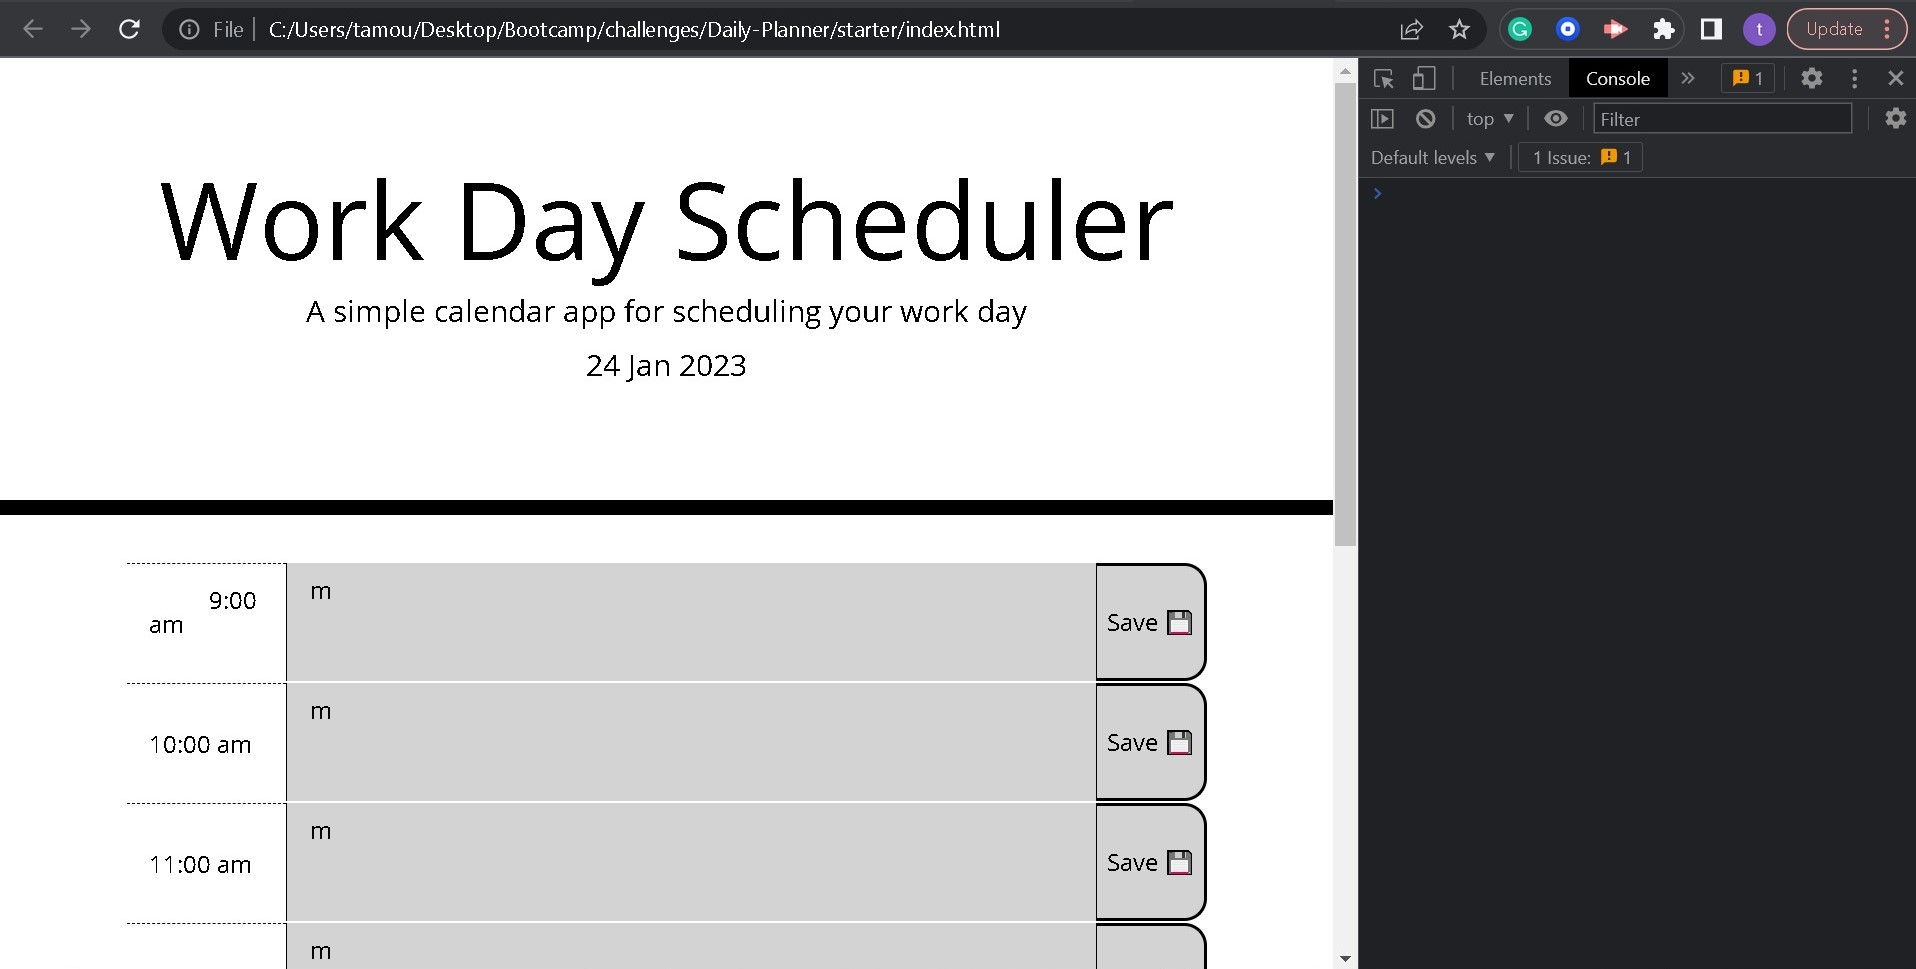 File C:/Users/tamou/Desktop/Bootcamp/challenges/Daily-Planner/starter/index.html
G
t
Update
Elements
Console
1
top
Filter
Default levels
1 Issue: 1
Work Day Scheduler
A simple calendar app for scheduling your work day
24 Jan 2023
9:00
am
m
Save
10:00 am
m
Save
11:00 am
m
Save
m